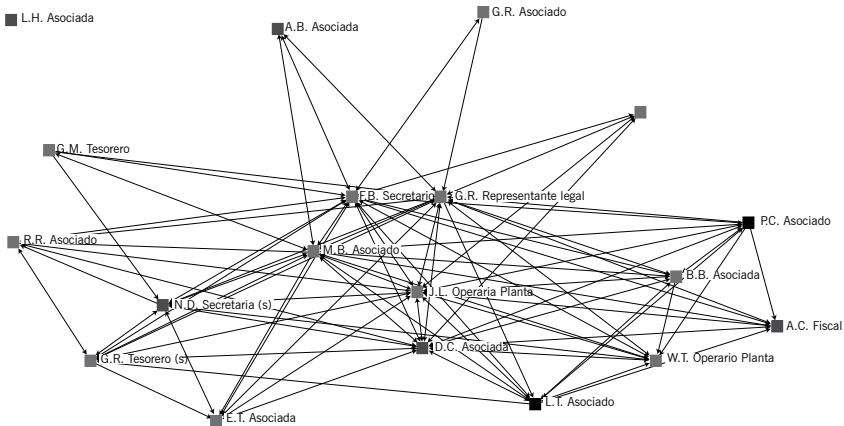 L.H. Asociada
G.R. Asociado
A.B. Asociada
G.M. Tesorero
F.B. Secretario
G.R. Representante legal
P.C. Asociado
R.R. Asociado
M.B. Asociado
B.B. Asociada
J.L. Operaria Planta
N.D. Secretaria (s)
A.C. Fiscal
D.C. Asociada
G.R. Tesorero (s)
W.T. Operario Planta
L.T. Asociado
E.T. Asociada